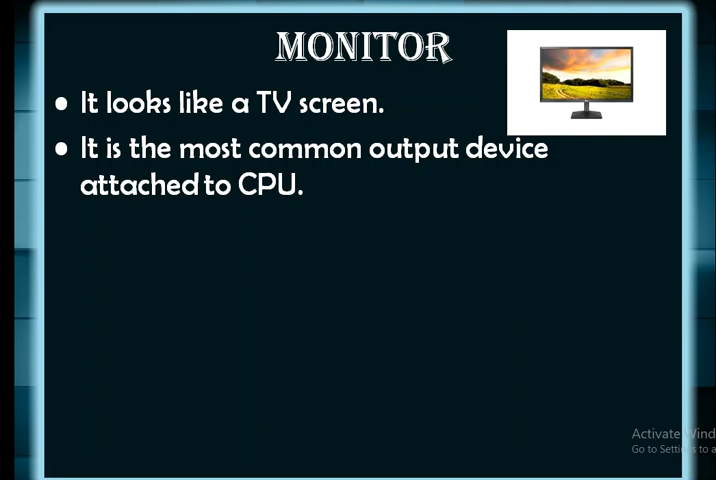 MONITOR
• It looks like a TV screen.
• It is the most common output device
attached to CPU.
Activate Wind
Go to Settings to a